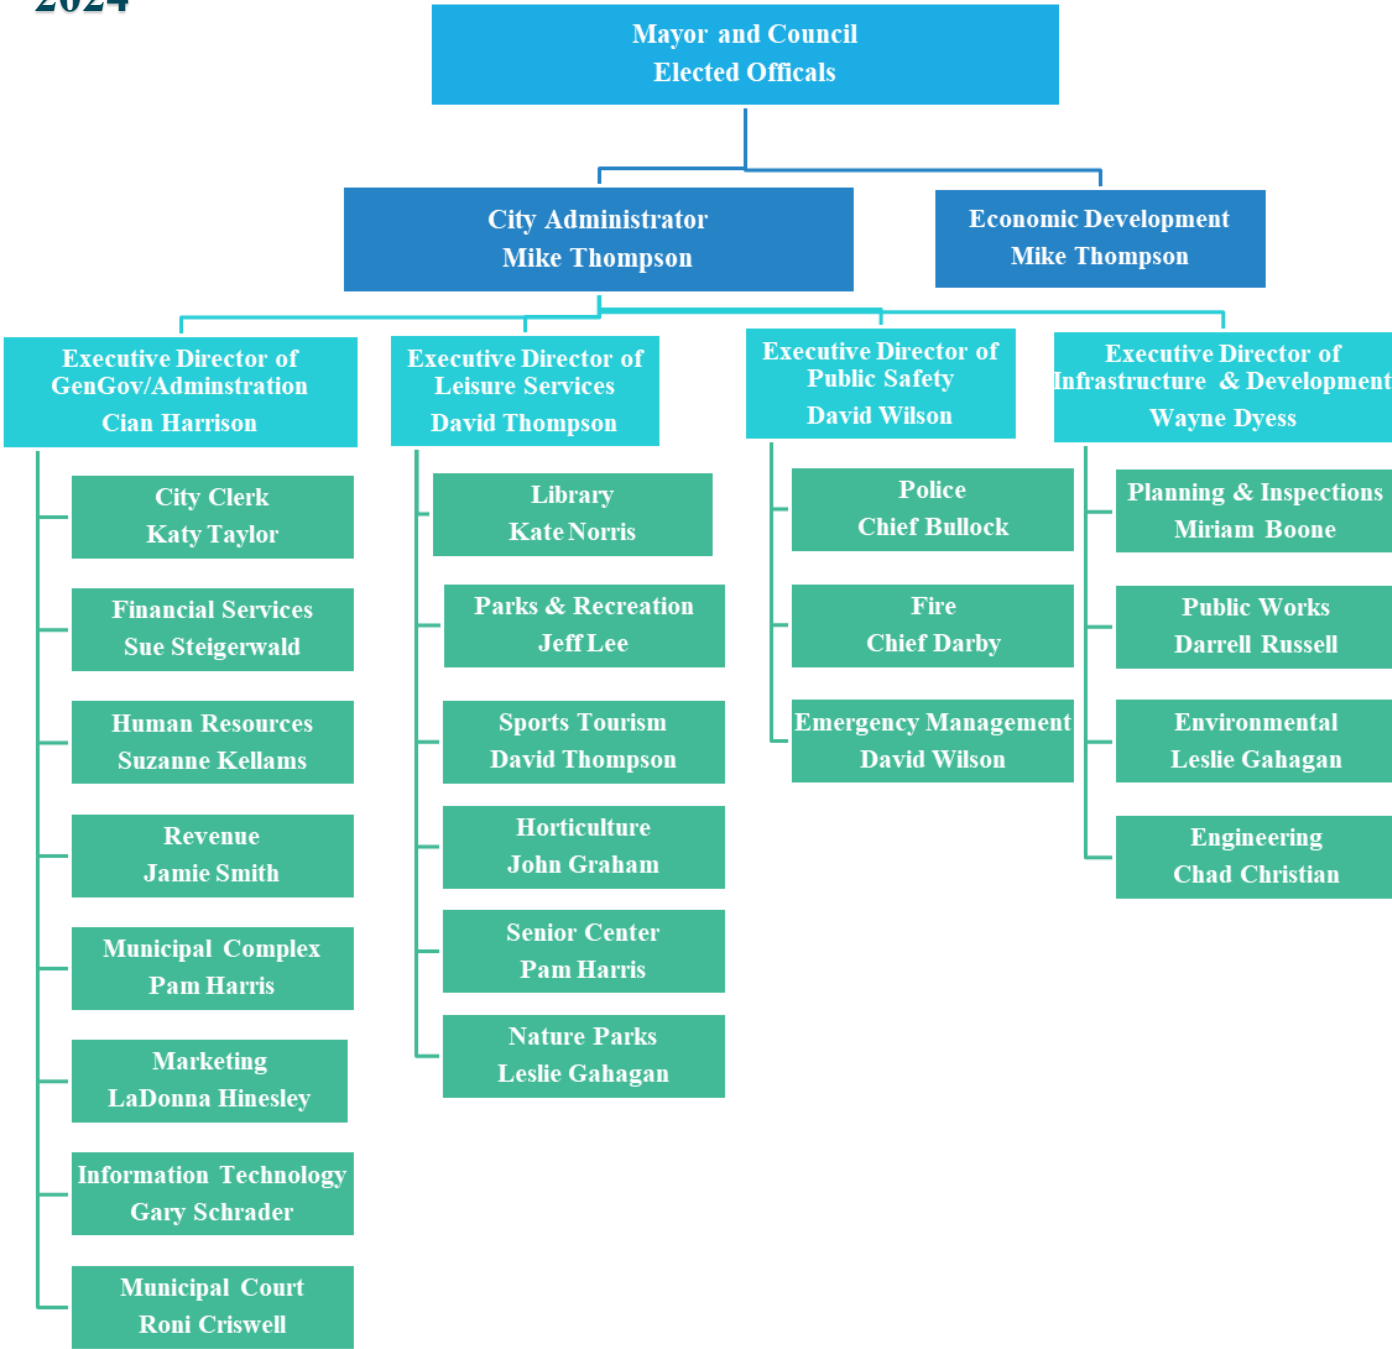 2024
Mayor and Council
Elected Officals
City Administrator
Mike Thompson
Economic Development
Mike Thompson
Executive Director of
GenGov/Adminstration
Cian Harrison
Executive Director of
Leisure Services
David Thompson
Executive Director of
Public Safety
David Wilson
Executive Director of
Infrastructure & Development
Wayne Dyess
City Clerk
Katy Taylor
Financial Services
Sue Steigerwald
Human Resources
Suzanne Kellams
Revenue
Jamie Smith
Municipal Complex
Pam Harris
Marketing
LaDonna Hinesley
Information Technology
Gary Schrader
Municipal Court
Roni Criswell
Library
Kate Norris
Parks & Recreation
Jeff Lee
Sports Tourism
David Thompson
Horticulture
John Graham
Senior Center
Pam Harris
Nature Parks
Leslie Gahagan
Police
Chief Bullock
Fire
Chief Darby
Emergency Management
David Wilson
Planning & Inspections
Miriam Boone
Public Works
Darrell Russell
Environmental
Leslie Gahagan
Engineering
Chad Christian